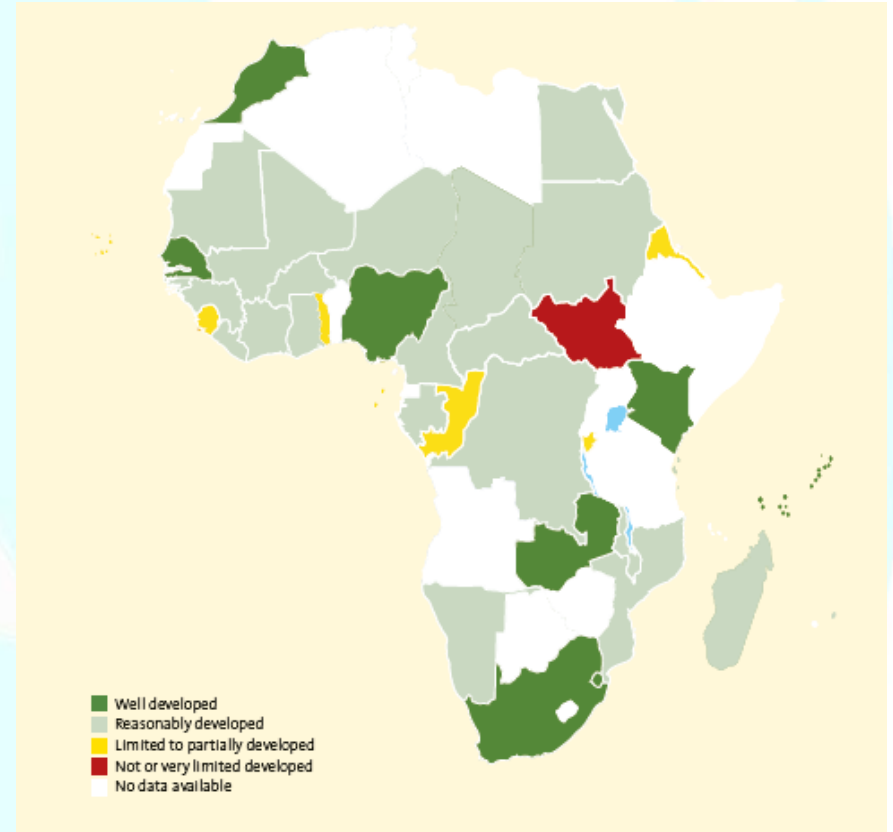 Well developed
Reasonably developed
Limited to partially developed
Not or very limited developed
No data available